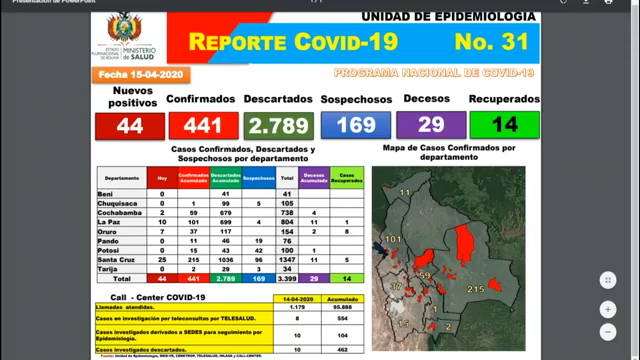 Presentación de PowerPoint
1 / 1
UNIDAD DE EPIDEMIOLOGIA
MINISTERIO
de SALUD
REPORTE COVID-19 No. 31
Fecha 15-04-2020
PROGRAMA NACIONAL DE COVID-19
Nuevos positivos Confirmados Descartados Sospechosos Decesos Recuperados
44 441 2.789 169 29 14
Casos Confirmados, Descartados y
Sospechosos por departamento
Mapa de Casos Confirmados por
departamento
Departamento Hoy Confirmados Acumulado Descartados Acumulado Sospechosos Total Decesos Acumulado Casos Recuperados
Beni 0 41 41
Chuquisaca 0 1 99 5 105
Cochabamba 2 59 679 738 4
La Paz 10 101 699 4 804 11 1
Oruro 7 37 117 154 2 8
Pando 0 11 46 19 76
Potosi 0 15 43 42 100 1
Santa Cruz 25 215 1036 96 1347 11 5
Tarija 0 2 29 3 34
Total 44 441 2.789 169 3.399 29 14
11
101
59
37
215
15
1
2
Call - Center COVID-19 14-04-2020 Acumulado
Llamadas atendidas. 1.179 95.888
Casos en investigación por teleconsultas por TELESALUD. 8 554
Casos investigados derivados a SEDES para seguimiento por
Epidemiología. 10 104
Casos investigados descartados. 10 462